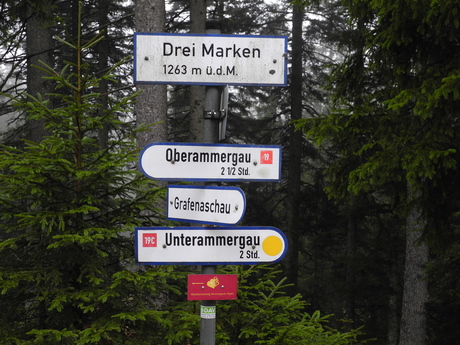 Drei Marken
1263 m ü.d.M.
Oberammergau 19
2 1/2 Std.
Grafenaschau
19C Unterammergau
2 Std.